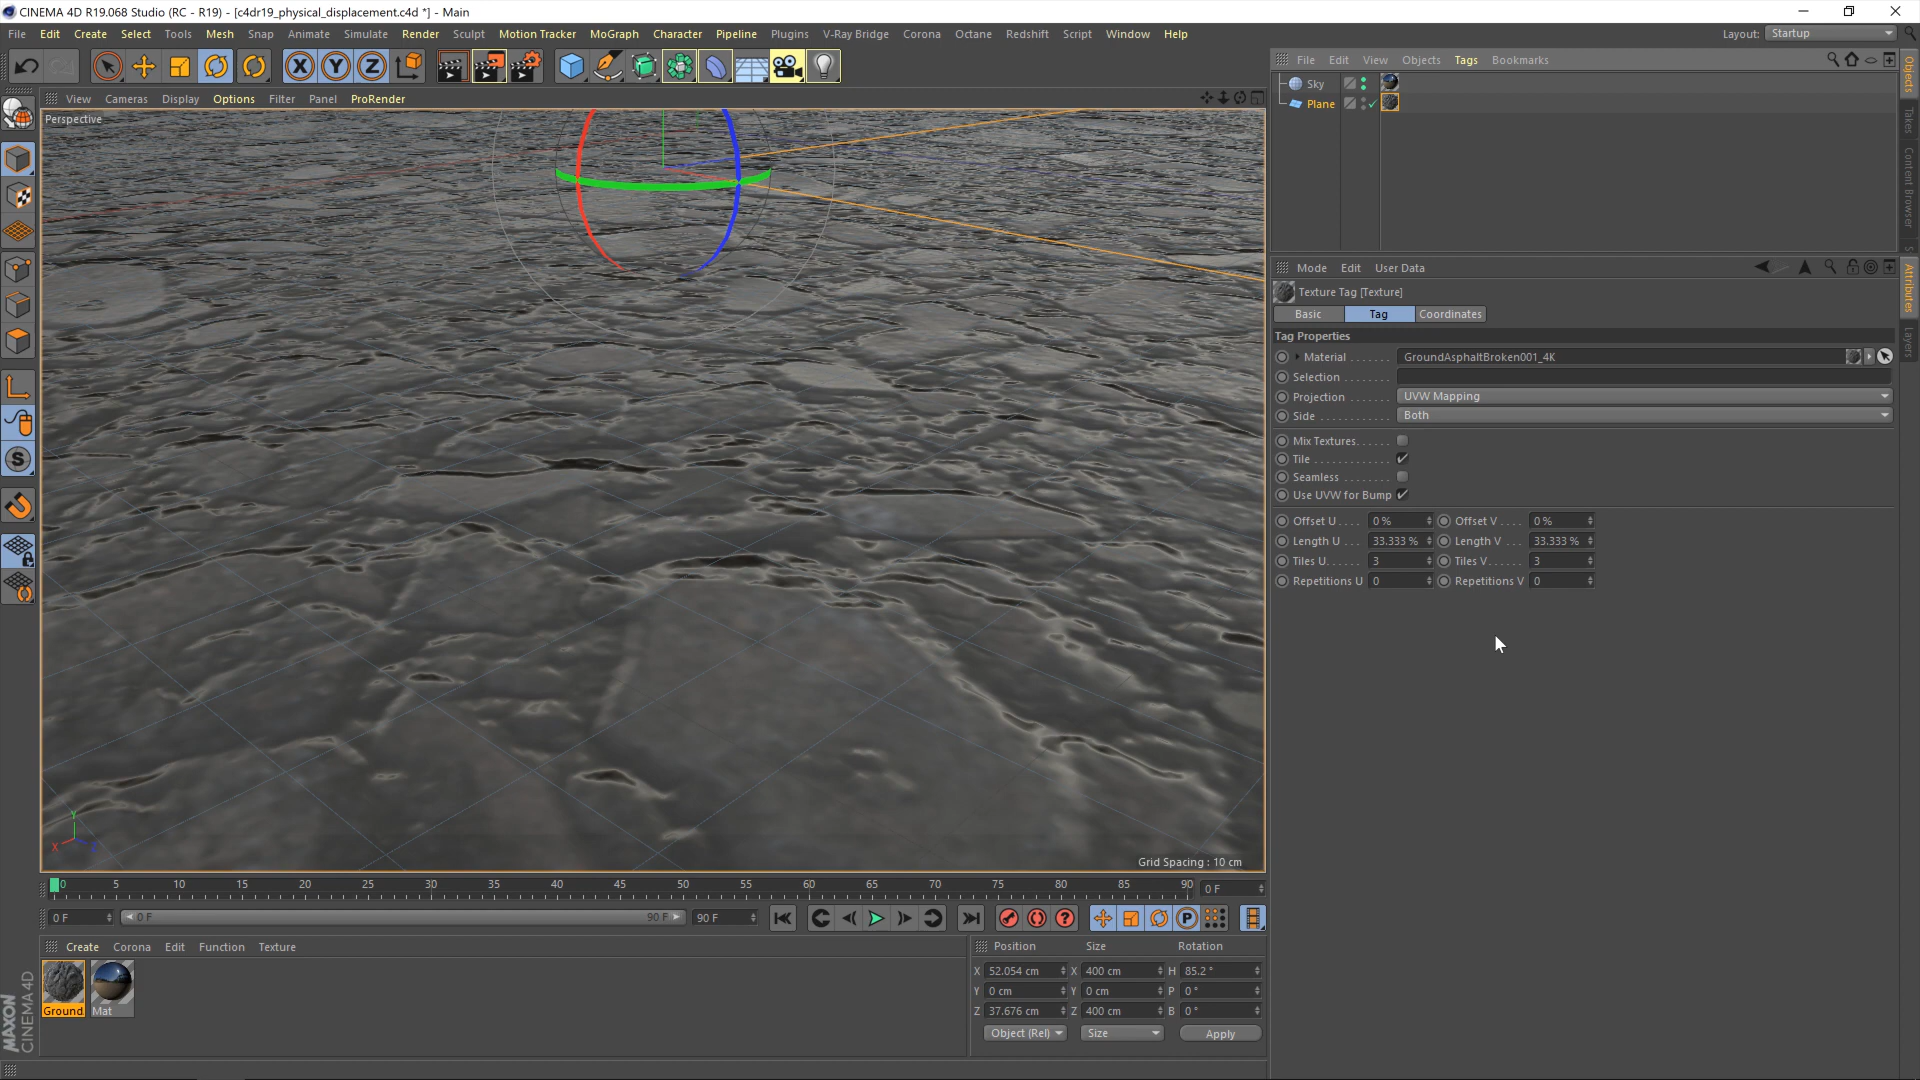 CINEMA 4D R19.068 Studio (RC - R19) - [c4dr19_physical_displacement.c4d *] - Main
File Edit Create Select Tools Mesh Snap Animate Simulate Sculpt Render Motion Tracker MoGraph Character Pipeline Plugins V-Ray Bridge Corona Octane Redshift Script Window Help
Layout: Startup
File Edit View Objects Tags Bookmarks
Sky
Plane
Objects
Takes
Content Browser
S
View Cameras Display Options Filter Panel ProRender
Perspective
Grid Spacing : 10 cm
Y
X
Z
Mode Edit User Data
Texture Tag [Texture]
Basic Tag Coordinates
Tag Properties
Material . . . . . . . GroundAsphaltBroken001_4K
Selection . . . . . . . .
Projection . . . . . . . UVW Mapping
Side . . . . . . . . . . . . Both
Mix Textures. . . . . .
Tile . . . . . . . . . . . . .
Seamless . . . . . . . .
Use UVW for Bump
Offset U . . . . 0 % Offset V . . . . 0 %
Length U . . . 33.333 % Length V . . . 33.333 %
Tiles U. . . . . . 3 Tiles V. . . . . . 3
Repetitions U 0 Repetitions V 0
Attributes
Layers
0 5 10 15 20 25 30 35 40 45 50 55 60 65 70 75 80 85 90 0 F
0 F 0 F 90 F 90 F
Create Corona Edit Function Texture
Ground Mat
Position Size Rotation
X 52.054 cm X 400 cm H 85.2 °
Y 0 cm Y 0 cm P 0 °
Z 37.676 cm Z 400 cm B 0 °
Object (Rel) Size Apply
MAXON
CINEMA 4D